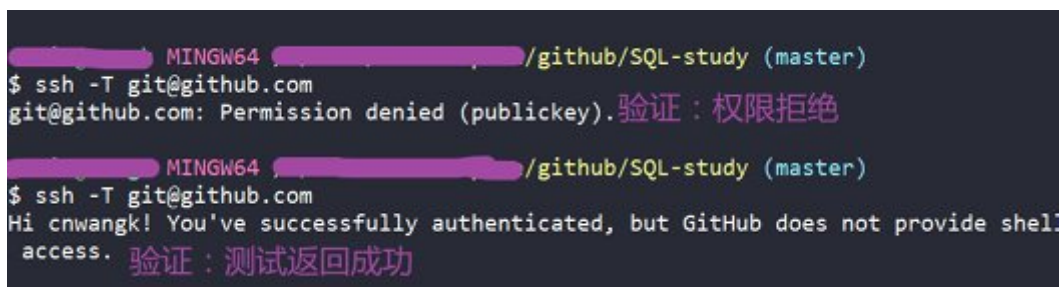 MINGW64 /github/SQL-study (master)
$ ssh -T git@github.com
git@github.com: Permission denied (publickey).验证：权限拒绝
MINGW64 /github/SQL-study (master)
$ ssh -T git@github.com
Hi cnwangk! You've successfully authenticated, but GitHub does not provide shell
access. 验证：测试返回成功